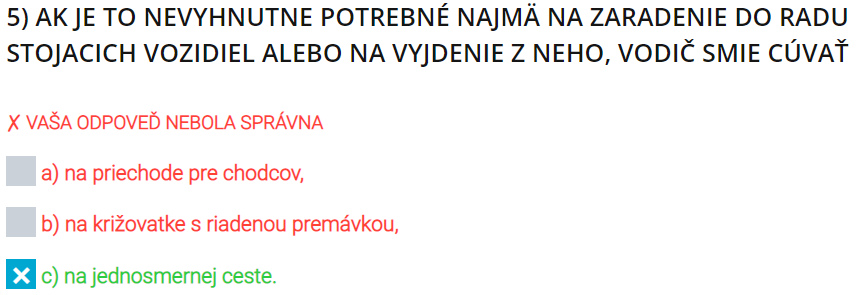 5) AK JE TO NEVYHNUTNE POTREBNÉ NAJMÄ NA ZARADENIE DO RADU
STOJACICH VOZIDIEL ALEBO NA VYJDENIE Z NEHO, VODIČ SMIE CÚVAŤ
✗ VAŠA ODPOVEĎ NEBOLA SPRÁVNA
a) na priechode pre chodcov,
b) na križovatke s riadenou premávkou,
c) na jednosmernej ceste.